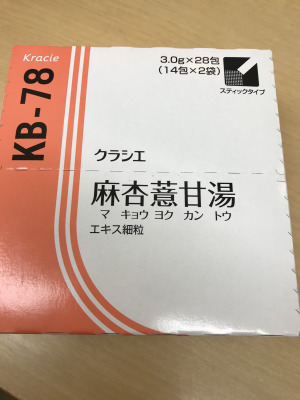 Kracie
KB-78
3.0g×28包
(14包×2袋)
スティックタイプ
クラシエ
麻杏薏甘湯
マ キョウ ヨク カン トウ
エキス細粒